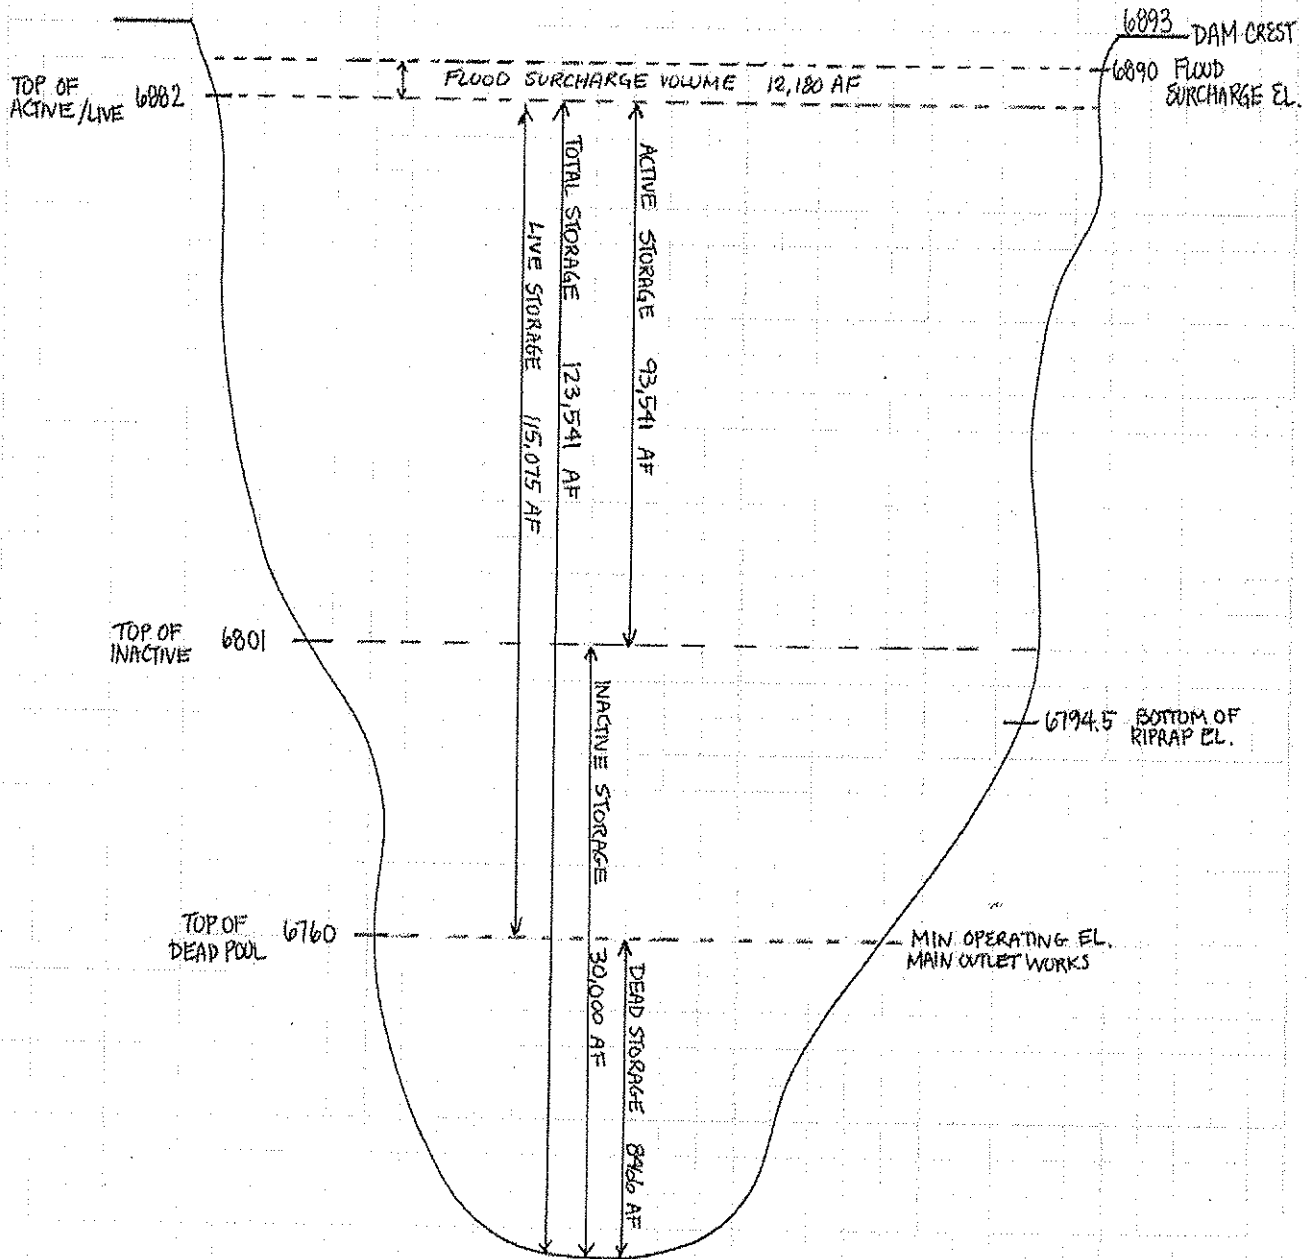 6893 DAM CREST
6890 FLOOD
SURCHARGE EL.
TOP OF
ACTIVE/LIVE 6882
FLOOD SURCHARGE VOLUME 12,180 AF
ACTIVE STORAGE 93,541 AF
TOTAL STORAGE 123,541 AF
LIVE STORAGE 115,075 AF
TOP OF
INACTIVE 6801
6794.5 BOTTOM OF
RIPRAP EL.
INACTIVE STORAGE 30,000 AF
TOP OF
DEAD POOL 6760
MIN OPERATING EL.
MAIN OUTLET WORKS
DEAD STORAGE 8466 AF